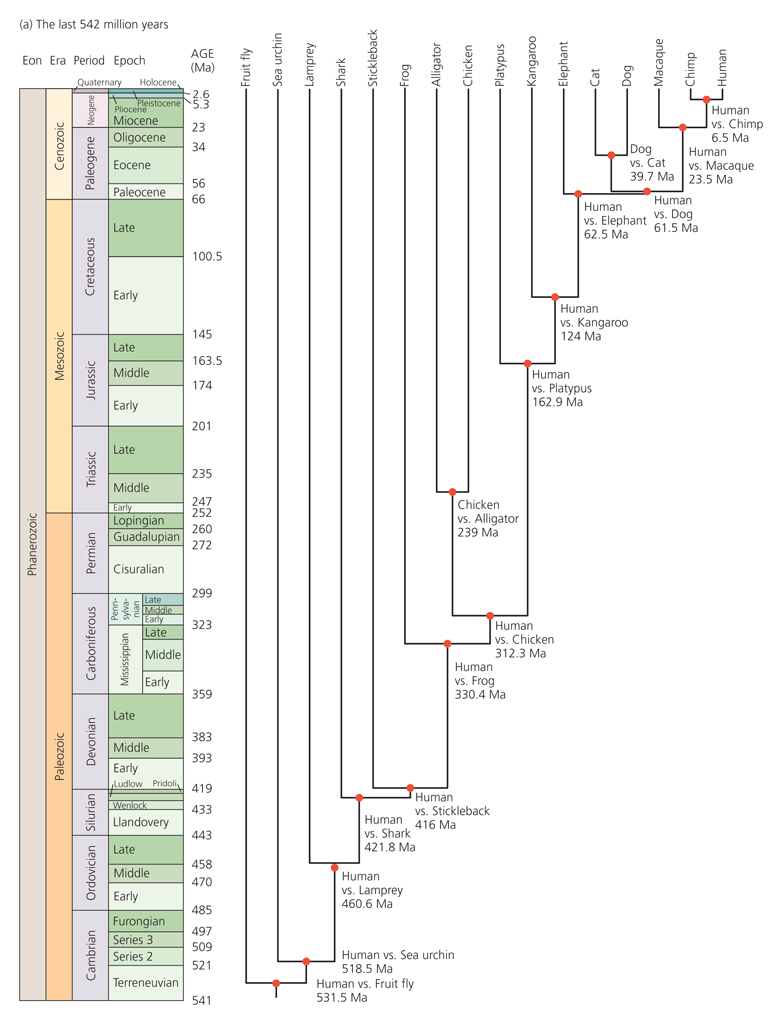 (a) The last 542 million years
Eon Era Period Epoch AGE
(Ma)
Fruit fly
Sea urchin
Lamprey
Shark
Stickleback
Frog
Alligator
Chicken
Platypus
Kangaroo
Elephant
Cat
Dog
Macaque
Chimp
Human
Phanerozoic
Cenozoic
Mesozoic
Paleozoic
Quaternary
Neogene
Paleogene
Cretaceous
Jurassic
Triassic
Permian
Carboniferous
Devonian
Silurian
Ordovician
Cambrian
Holocene
Pleistocene
Pliocene
Miocene
Oligocene
Eocene
Paleocene
Late
Early
Late
Middle
Early
Late
Middle
Early
Lopingian
Guadalupian
Cisuralian
Penn-
sylva-
nian
Late
Middle
Early
Mississippian
Late
Middle
Early
Late
Middle
Early
Ludlow
Pridoli
Wenlock
Llandovery
Late
Middle
Early
Furongian
Series 3
Series 2
Terreneuvian
2.6
5.3
23
34
56
66
100.5
145
163.5
174
201
235
247
252
260
272
299
323
359
383
393
419
433
443
458
470
485
497
509
521
541
Human
vs. Chimp
6.5 Ma
Human
vs. Macaque
23.5 Ma
Dog
vs. Cat
39.7 Ma
Human
vs. Dog
61.5 Ma
Human
vs. Elephant
62.5 Ma
Human
vs. Kangaroo
124 Ma
Human
vs. Platypus
162.9 Ma
Chicken
vs. Alligator
239 Ma
Human
vs. Chicken
312.3 Ma
Human
vs. Frog
330.4 Ma
Human
vs. Stickleback
416 Ma
Human
vs. Shark
421.8 Ma
Human
vs. Lamprey
460.6 Ma
Human vs. Sea urchin
518.5 Ma
Human vs. Fruit fly
531.5 Ma